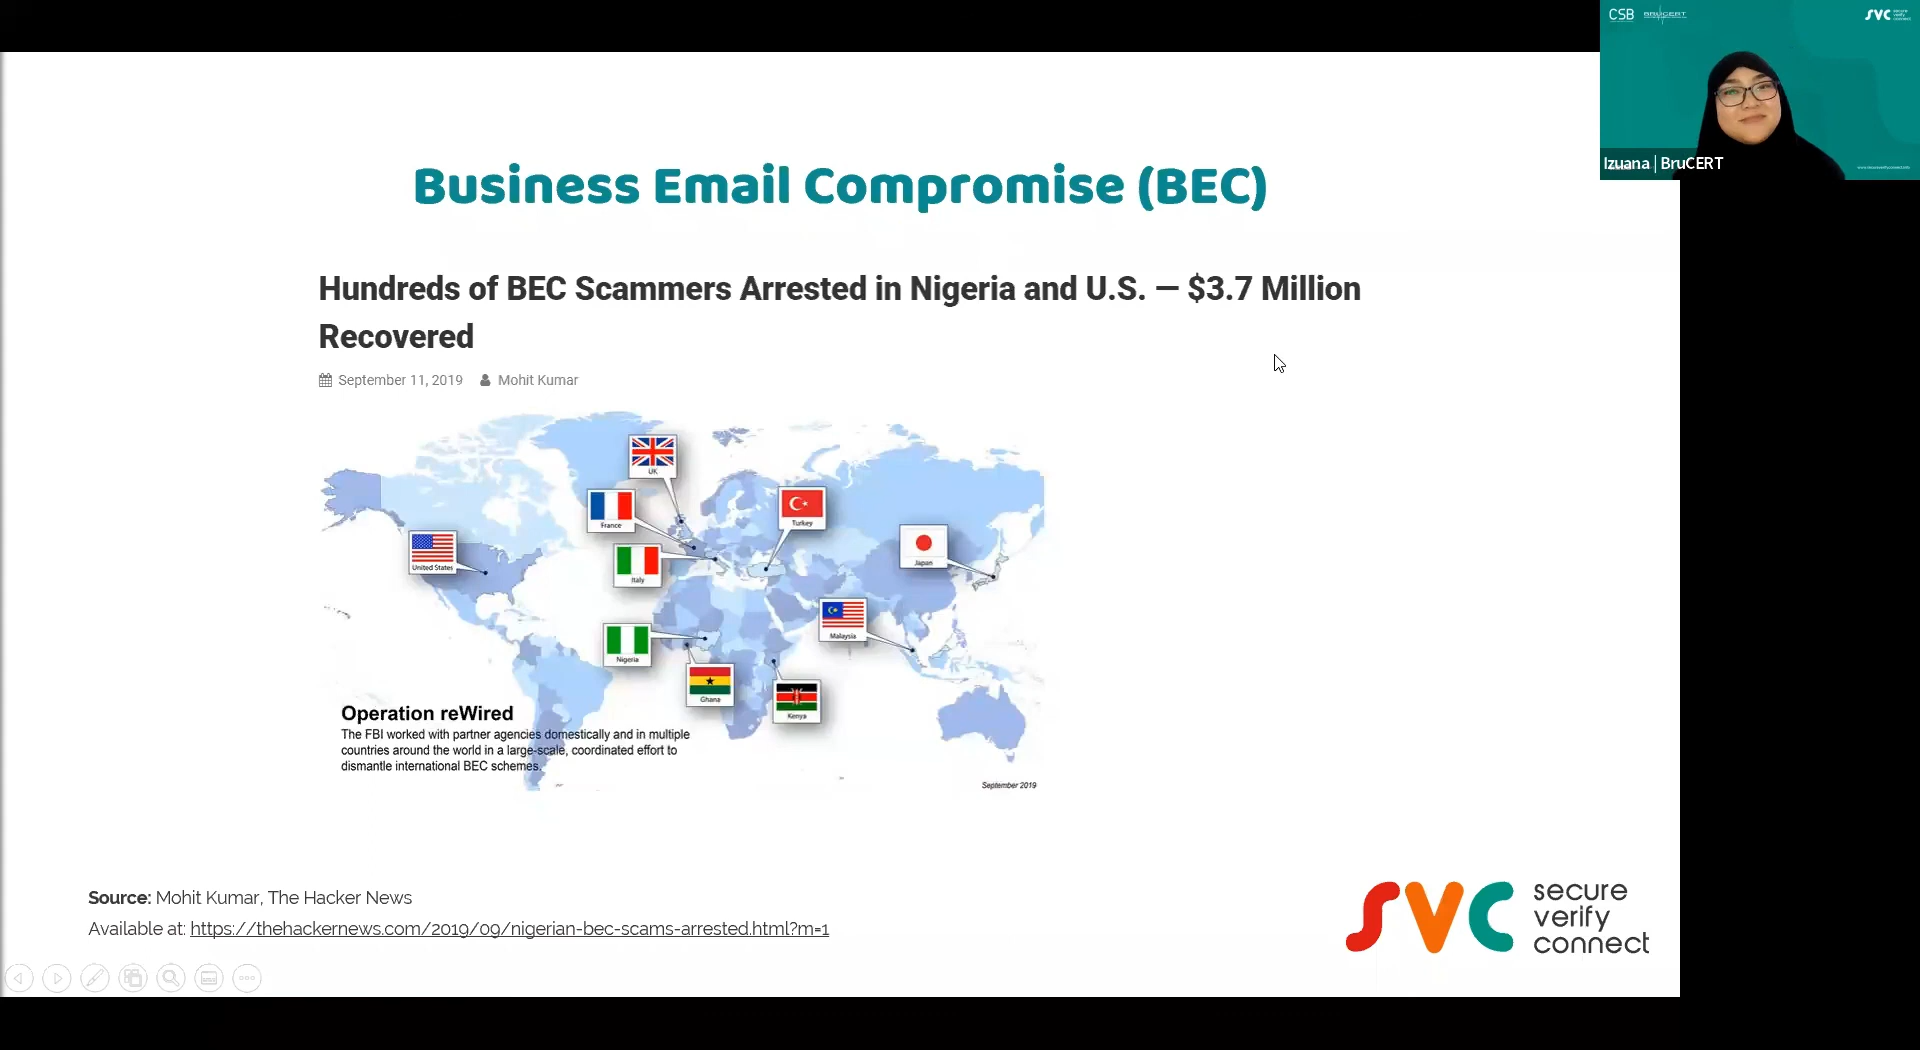 CSB BRUCERT
SVC secure verify connect
Izuana | BruCERT
Business Email Compromise (BEC)
Hundreds of BEC Scammers Arrested in Nigeria and U.S. — $3.7 Million
Recovered
September 11, 2019 Mohit Kumar
UK
France
Turkey
United States
Italy
Japan
Malaysia
Nigeria
Ghana
Kenya
Operation reWired
The FBI worked with partner agencies domestically and in multiple
countries around the world in a large-scale, coordinated effort to
dismantle international BEC schemes.
September 2019
Source: Mohit Kumar, The Hacker News
Available at: https://thehackernews.com/2019/09/nigerian-bec-scams-arrested.html?m=1
SVC
secure
verify
connect